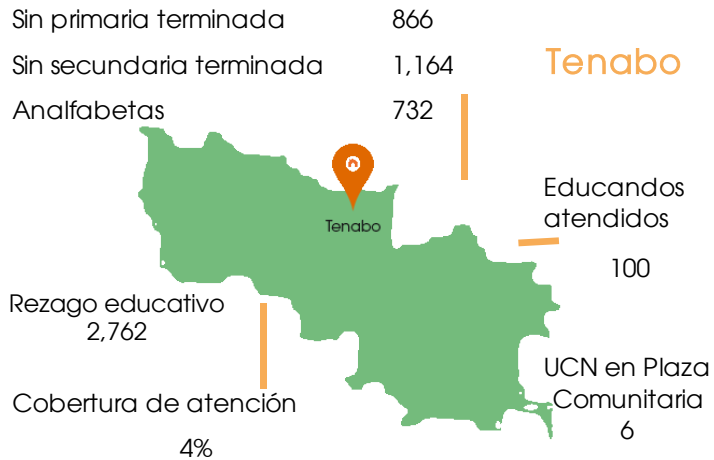 Sin primaria terminada 866
Sin secundaria terminada 1,164
Analfabetas 732
Tenabo
Tenabo
Educandos
atendidos
100
Rezago educativo
2,762
Cobertura de atención
4%
UCN en Plaza
Comunitaria
6